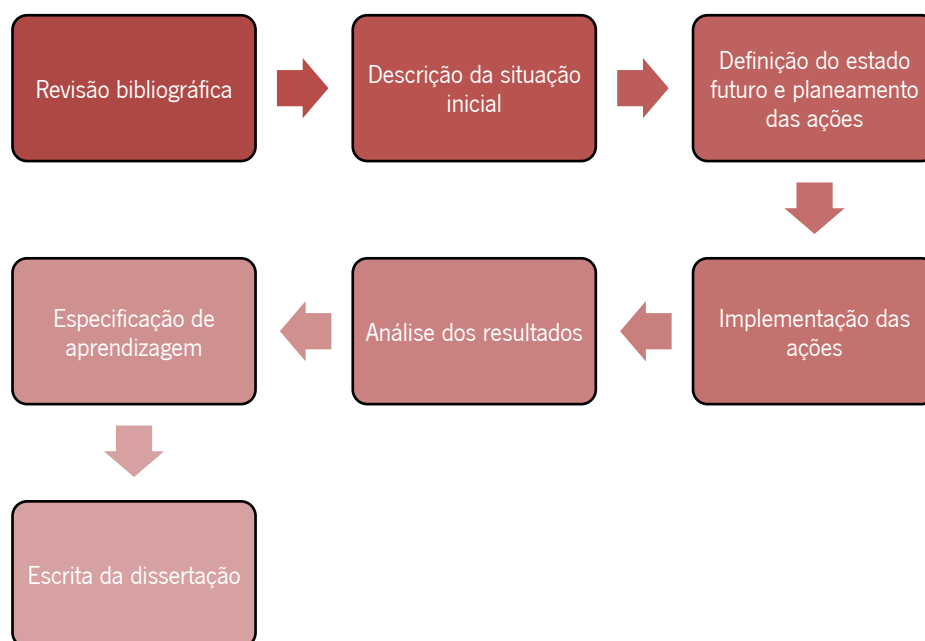 Revisão bibliográfica
Descrição da situação
inicial
Definição do estado
futuro e planeamento
das ações
Implementação das
ações
Análise dos resultados
Especificação de
aprendizagem
Escrita da dissertação